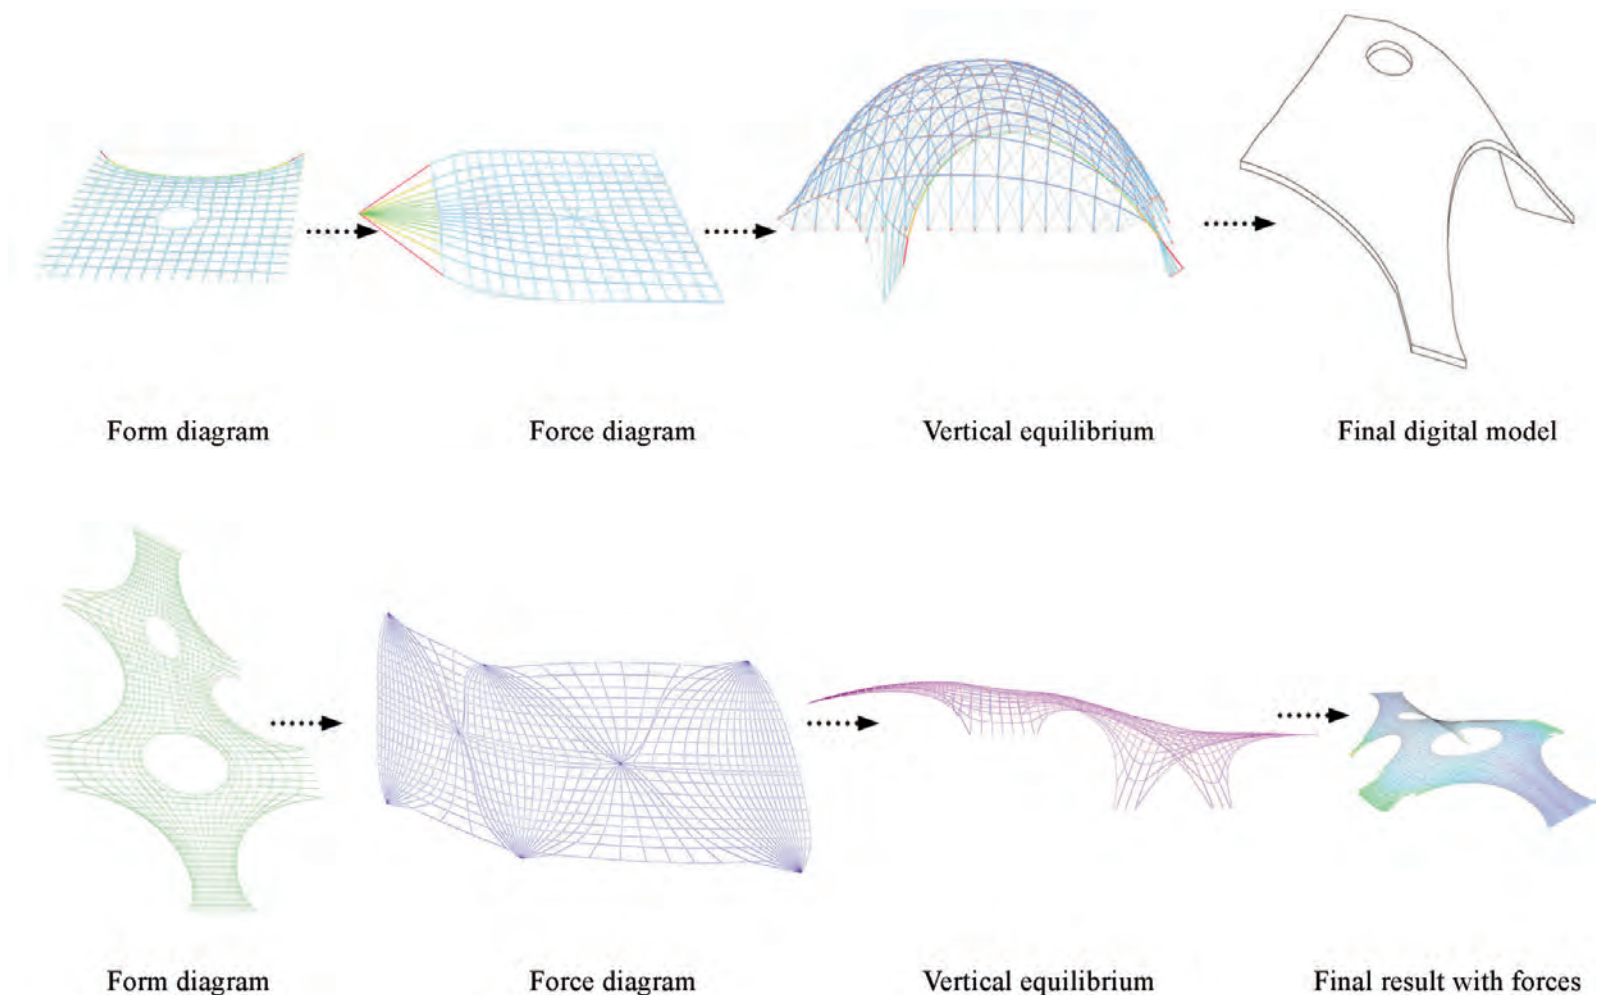 Form diagram
Force diagram
Vertical equilibrium
Final digital model
Form diagram
Force diagram
Vertical equilibrium
Final result with forces